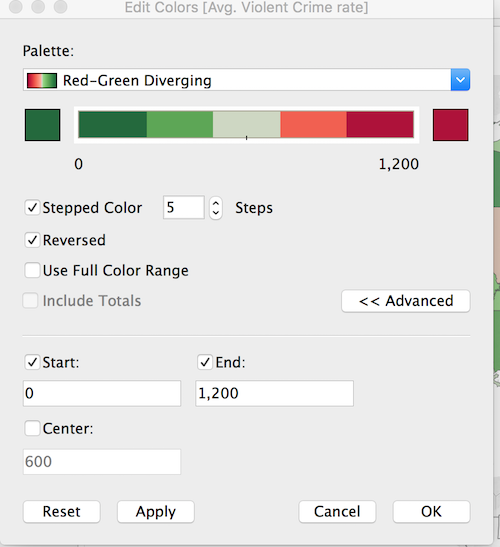 Edit Colors [Avg. Violent Crime rate]
Palette:
Red-Green Diverging
0 1,200
Stepped Color 5 Steps
Reversed
Use Full Color Range
Include Totals << Advanced
Start: End:
0 1,200
Center:
600
Reset Apply Cancel OK